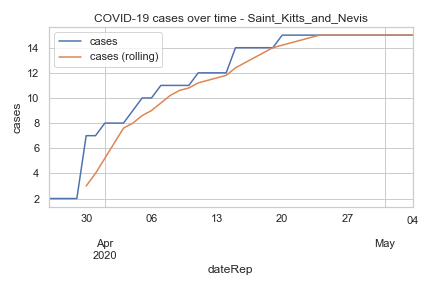 COVID-19 cases over time - Saint_Kitts_and_Nevis
cases
cases (rolling)
14
12
10
8
6
4
2
cases
30
06
13
20
27
04
Apr
2020
May
dateRep